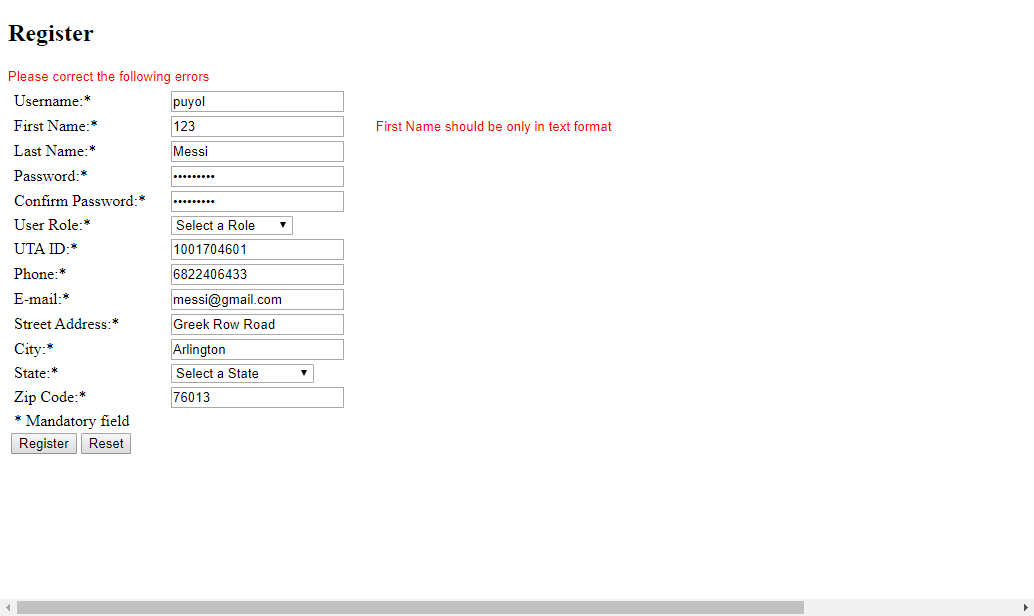 Register
Please correct the following errors
Username:* puyol
First Name:* 123 First Name should be only in text format
Last Name:* Messi
Password:* •••••••••
Confirm Password:* •••••••••
User Role:* Select a Role ▼
UTA ID:* 1001704601
Phone:* 6822406433
E-mail:* messi@gmail.com
Street Address:* Greek Row Road
City:* Arlington
State:* Select a State ▼
Zip Code:* 76013
* Mandatory field
Register Reset